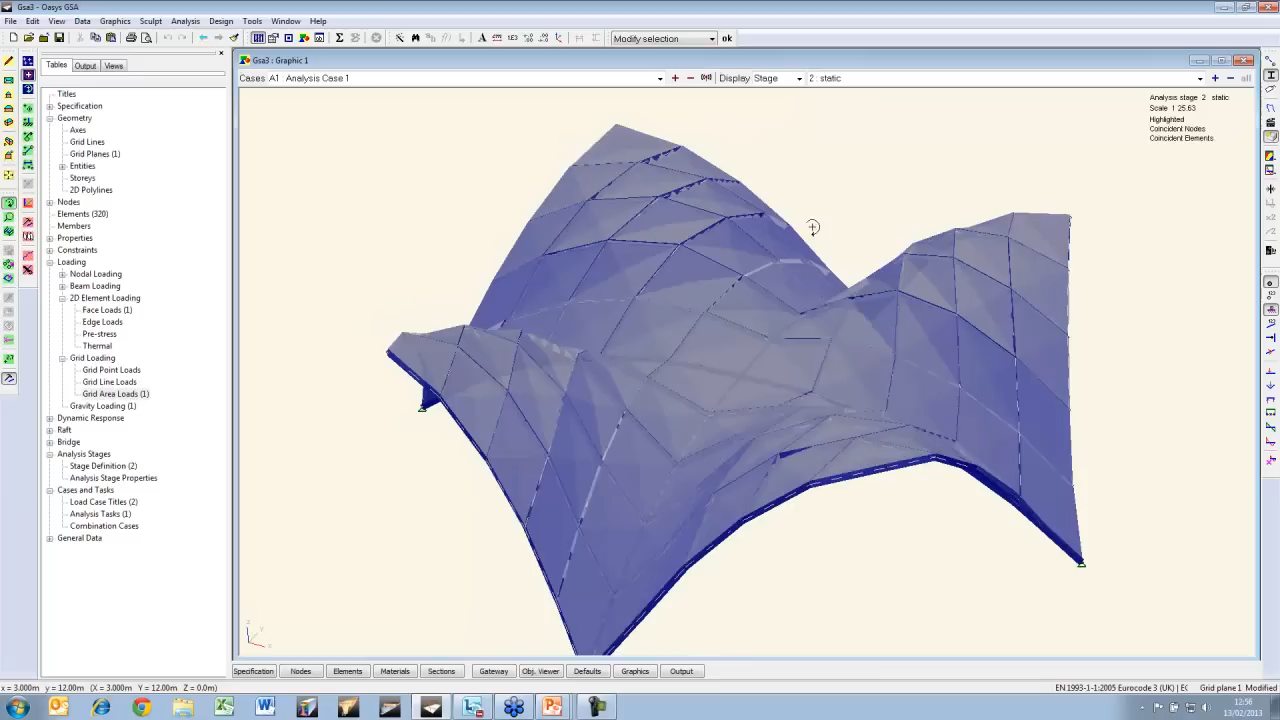 Gsa3 - Oasys GSA
File Edit View Data Graphics Sculpt Analysis Design Tools Window Help
Modify selection ok
Tables Output Views
Titles
Specification
Geometry
Axes
Grid Lines
Grid Planes (1)
Entities
Storeys
2D Polylines
Nodes
Elements (320)
Members
Properties
Constraints
Loading
Nodal Loading
Beam Loading
2D Element Loading
Face Loads (1)
Edge Loads
Pre-stress
Thermal
Grid Loading
Grid Point Loads
Grid Line Loads
Grid Area Loads (1)
Gravity Loading (1)
Dynamic Response
Raft
Bridge
Analysis Stages
Stage Definition (2)
Analysis Stage Properties
Cases and Tasks
Load Case Titles (2)
Analysis Tasks (1)
Combination Cases
General Data
Gsa3 : Graphic 1
Cases A1 : Analysis Case 1 Display Stage 2 : static all
Analysis stage 2 : static
Scale 1:25.63
Highlighted
Coincident Nodes
Coincident Elements
Specification Nodes Elements Materials Sections Gateway Obj. Viewer Defaults Graphics Output
x = 3.000m y = 12.00m (X = 3.000m Y = 12.00m Z = 0.0m) EN 1993-1-1:2005 Eurocode 3 (UK) Grid plane 1 Modified
12:56
13/02/2013